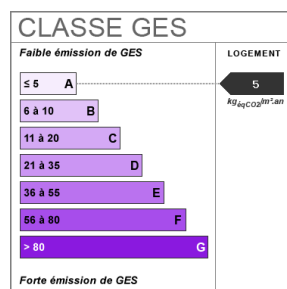 CLASSE GES
Faible émission de GES
LOGEMENT
≤ 5 A
5
kgéqCO2/m².an
6 à 10 B
11 à 20 C
21 à 35 D
36 à 55 E
56 à 80 F
> 80 G
Forte émission de GES